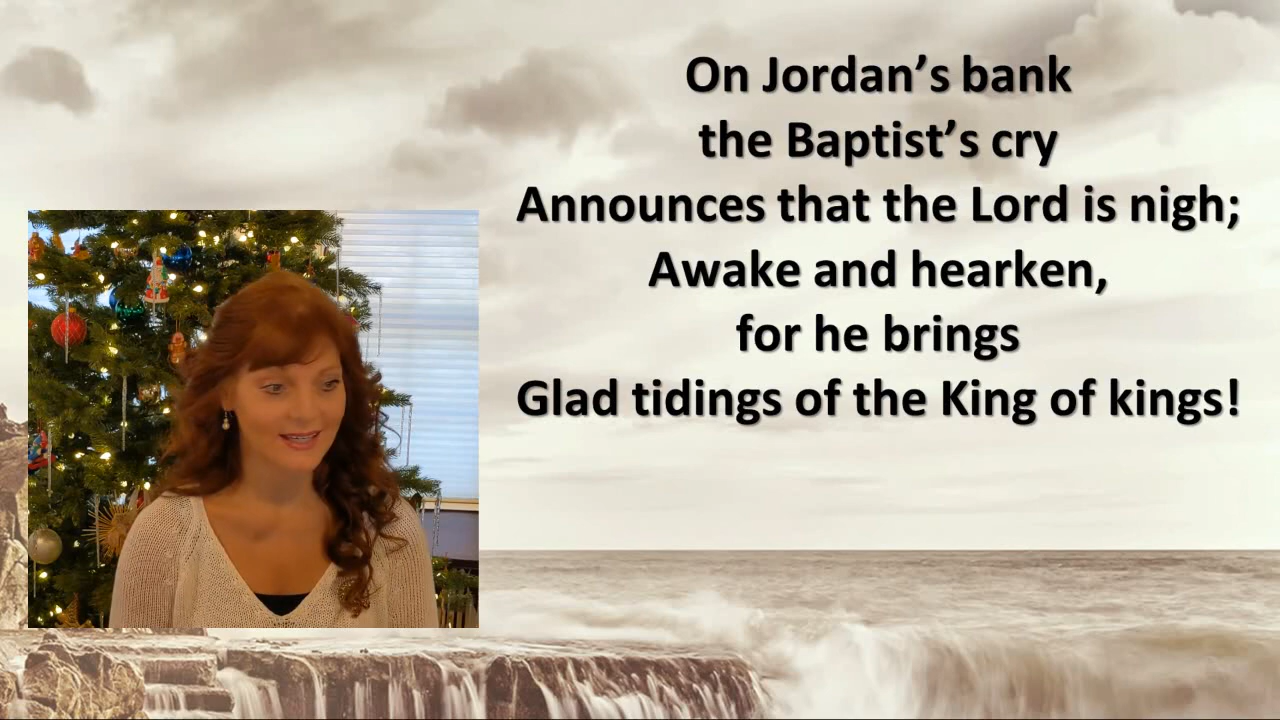 On Jordan’s bank
the Baptist’s cry
Announces that the Lord is nigh;
Awake and hearken,
for he brings
Glad tidings of the King of kings!